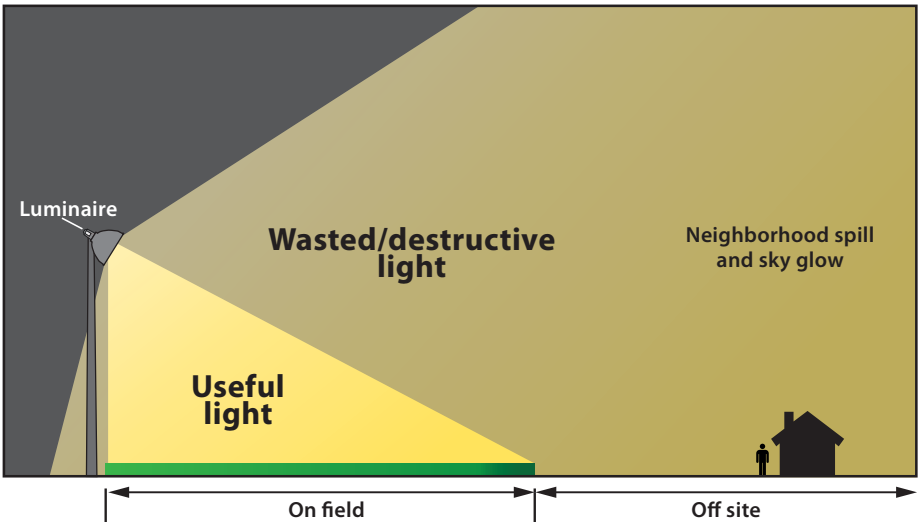 Luminaire
Wasted/destructive
light
Neighborhood spill
and sky glow
Useful
light
On field
Off site